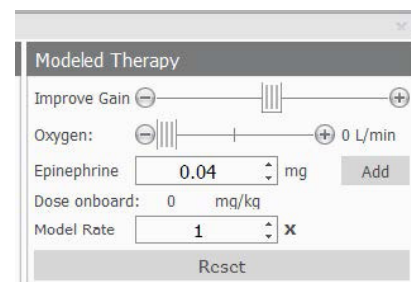 Modeled Therapy
Improve Gain
Oxygen: 0 L/min
Epinephrine 0.04 mg Add
Dose onboard: 0 mg/kg
Model Rate 1 x
Reset